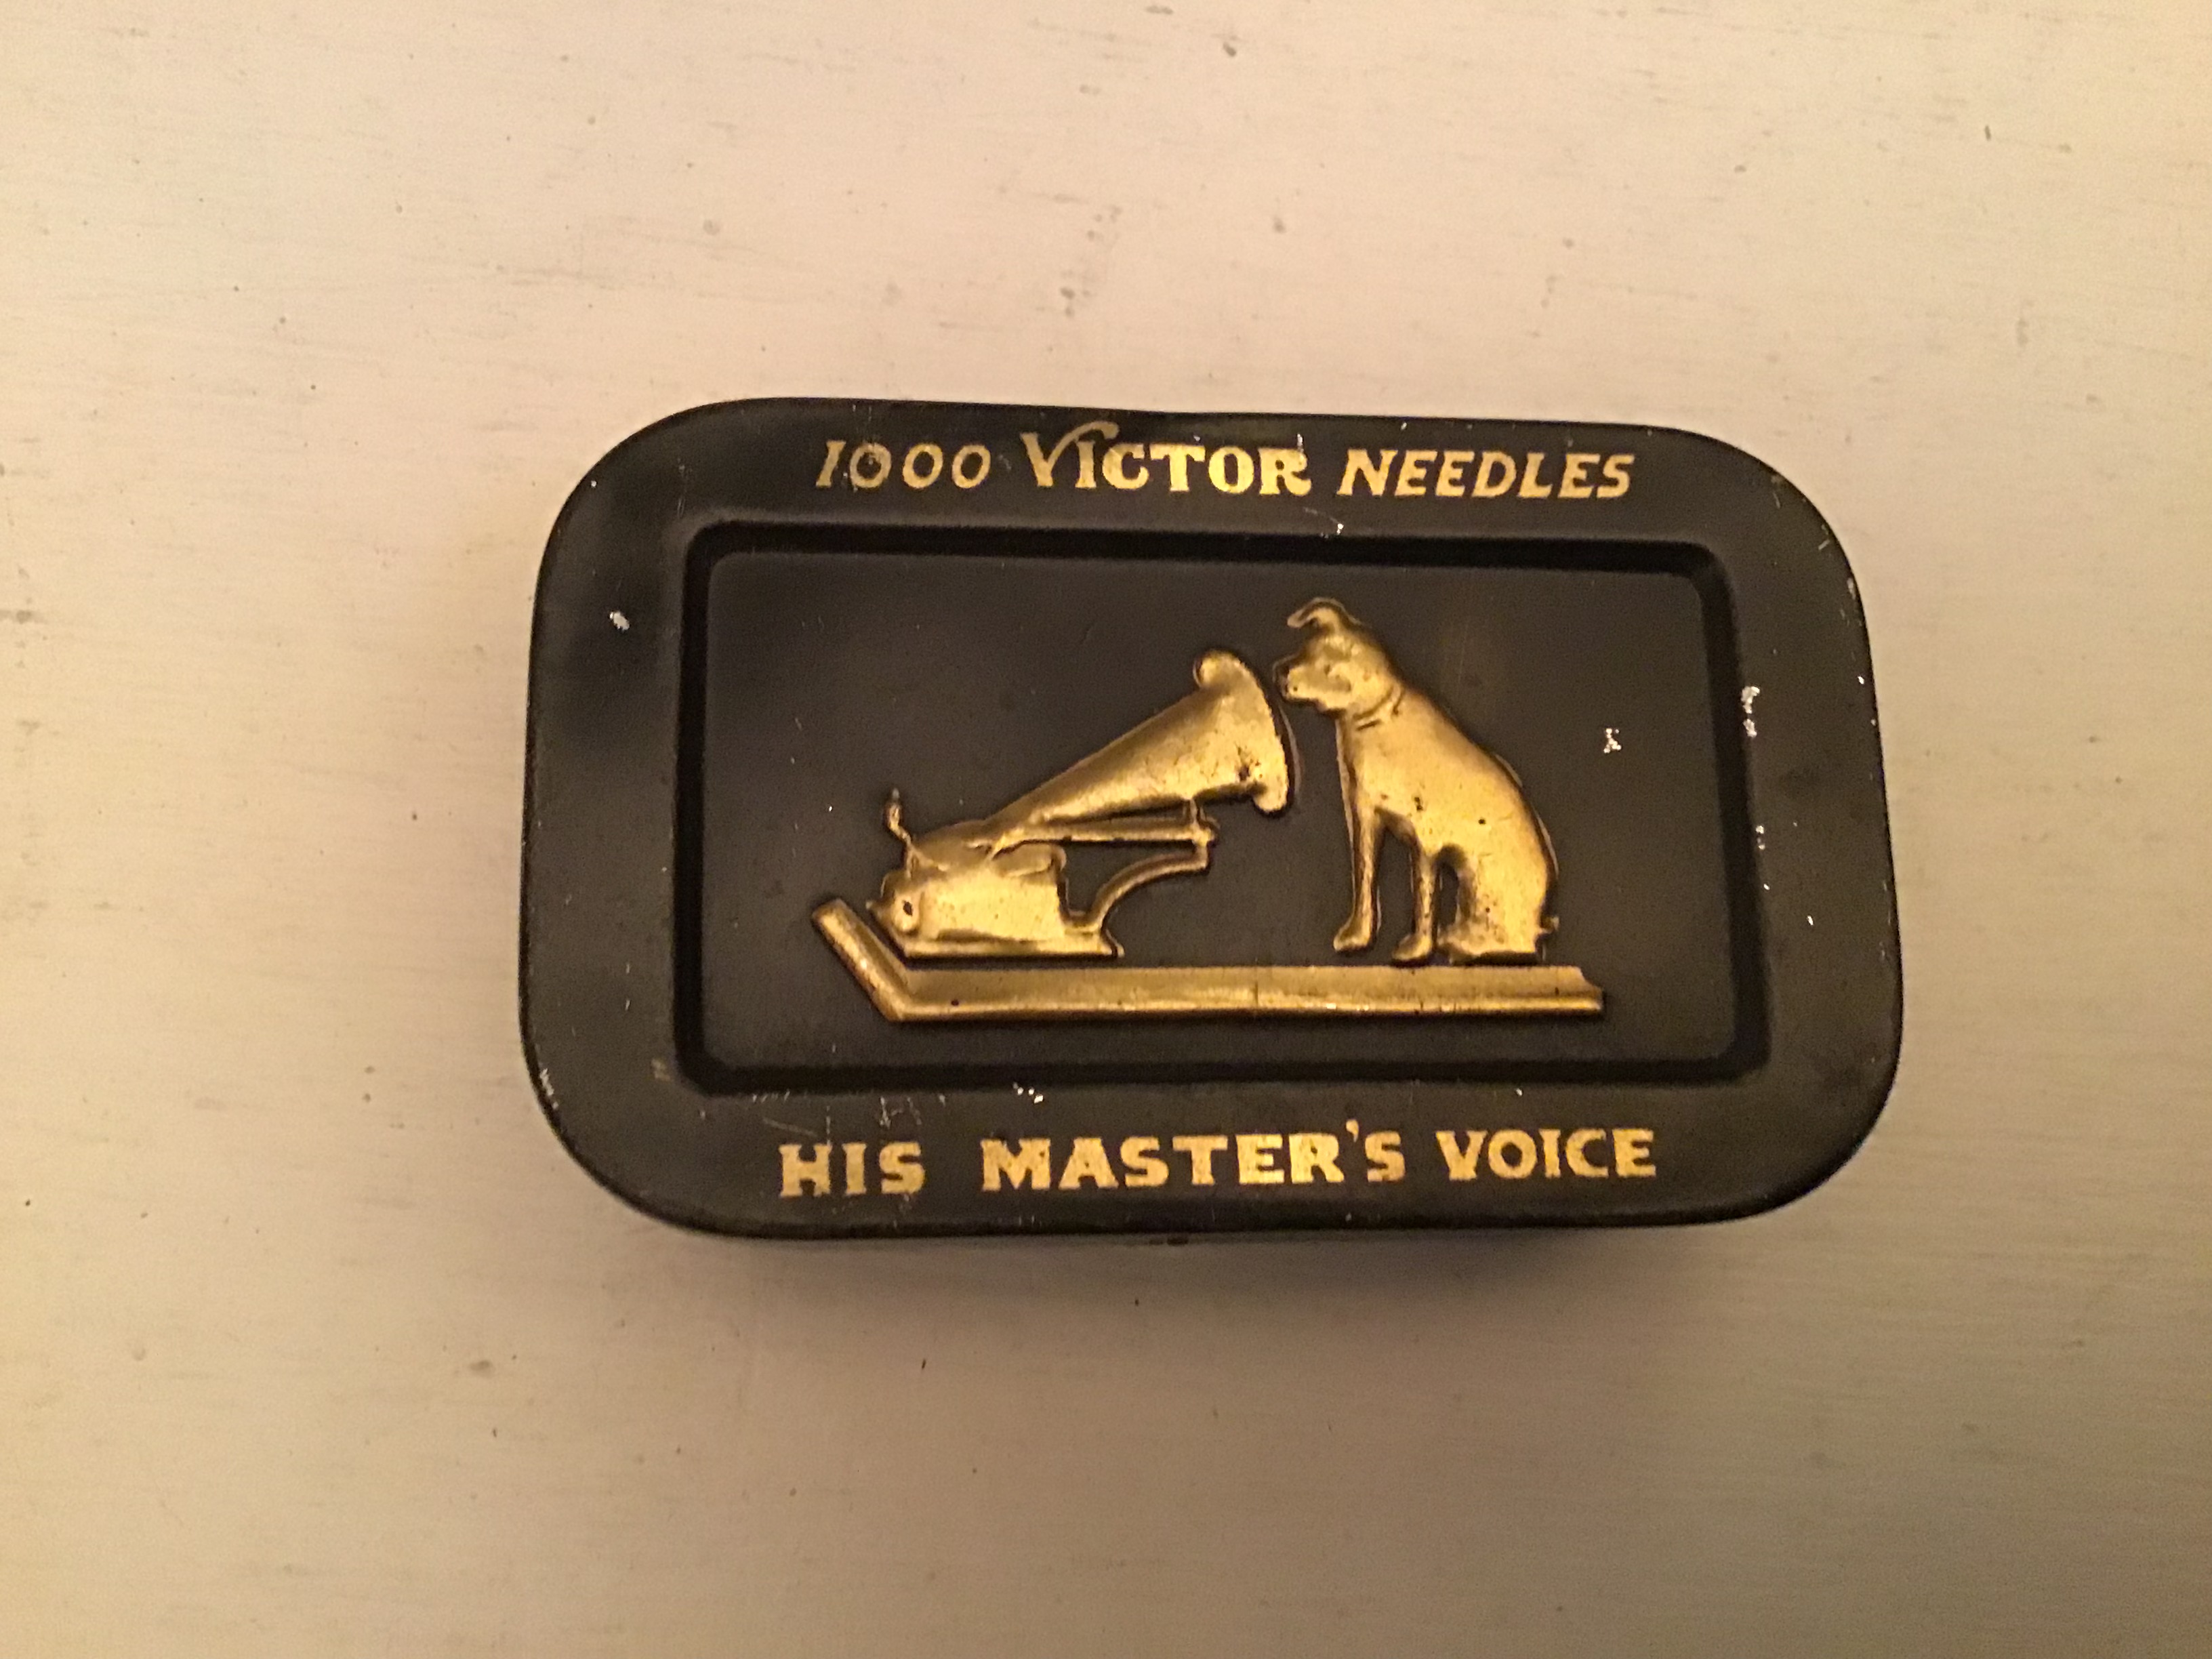 1000 VICTOR NEEDLES
HIS MASTER'S VOICE